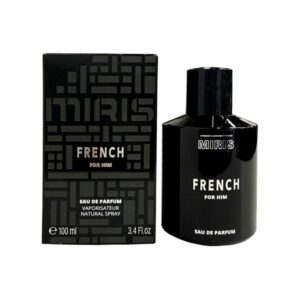 MIRIS
FRENCH
FOR HIM
EAU DE PARFUM
VAPORISATEUR
NATURAL SPRAY
℮ 100 ml 3.4 Fl.oz
MIRIS
FRENCH
FOR HIM
EAU DE PARFUM